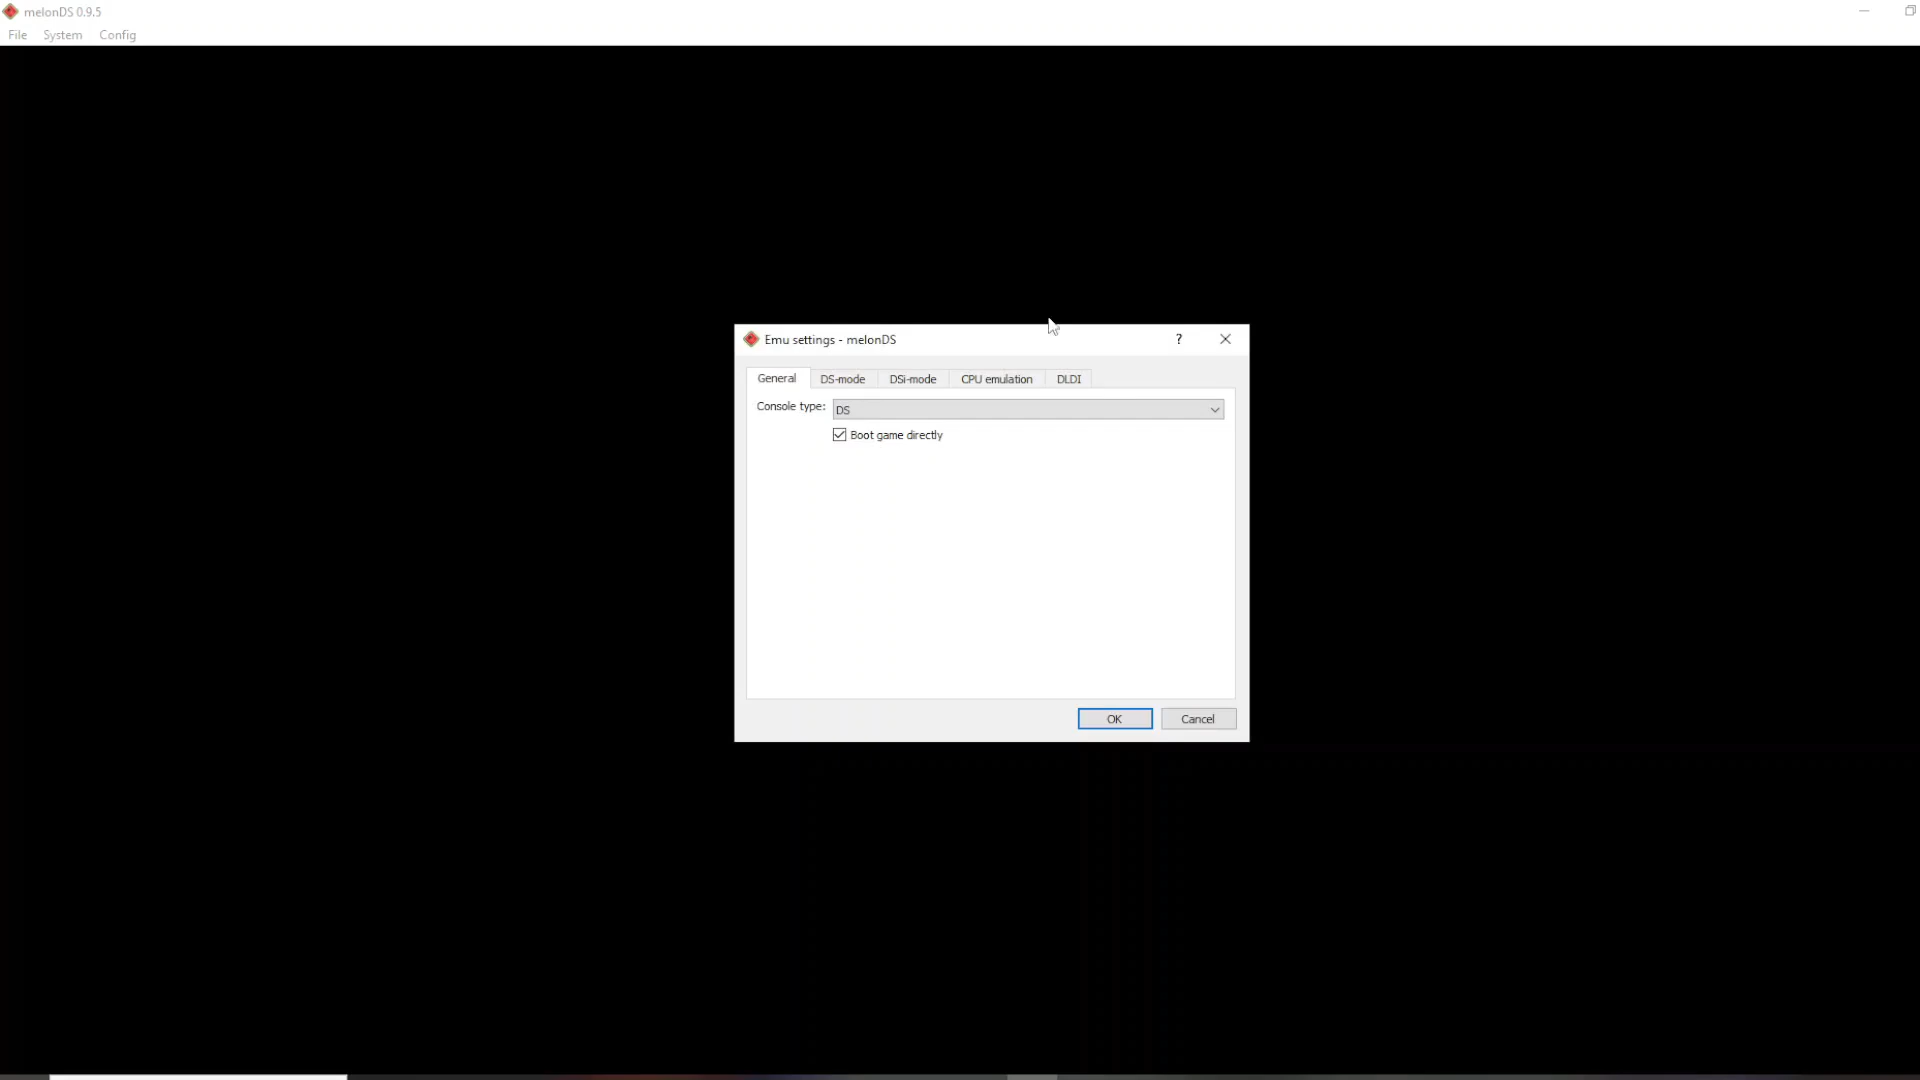 melonDS 0.9.5
File System Config
Emu settings - melonDS ?
General DS-mode DSi-mode CPU emulation DLDI
Console type: DS
Boot game directly
OK Cancel